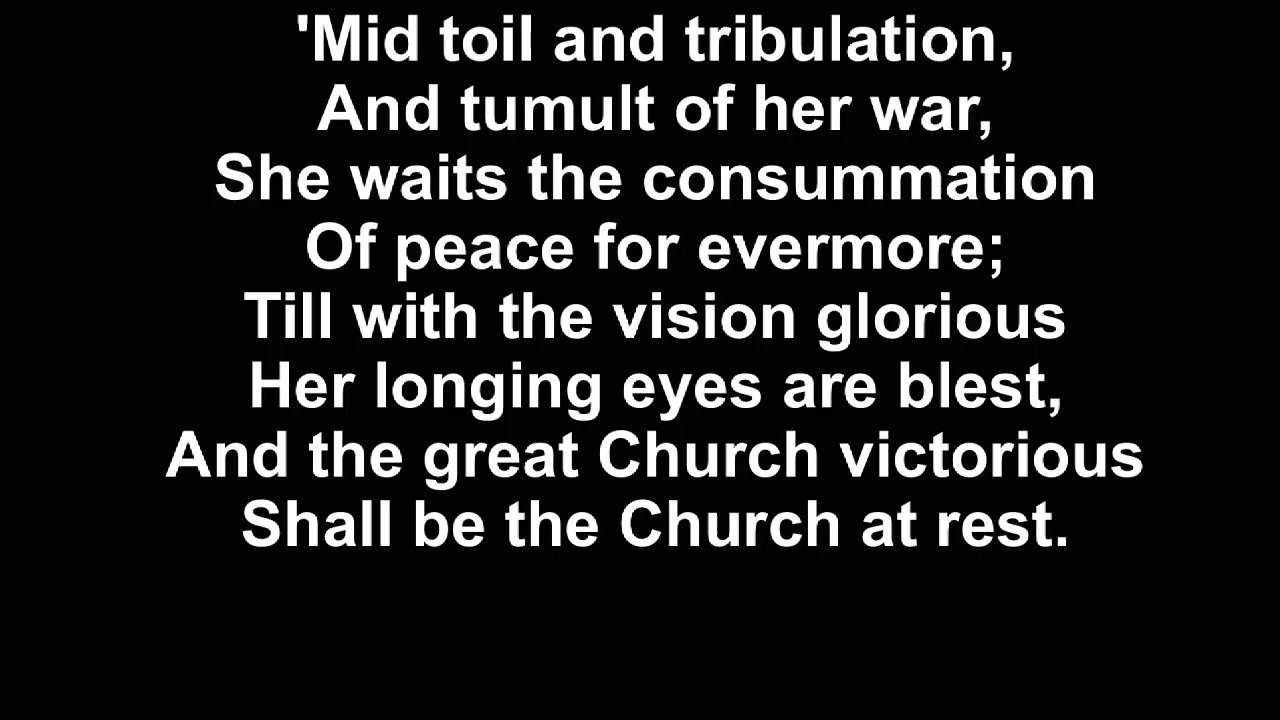 'Mid toil and tribulation,
And tumult of her war,
She waits the consummation
Of peace for evermore;
Till with the vision glorious
Her longing eyes are blest,
And the great Church victorious
Shall be the Church at rest.